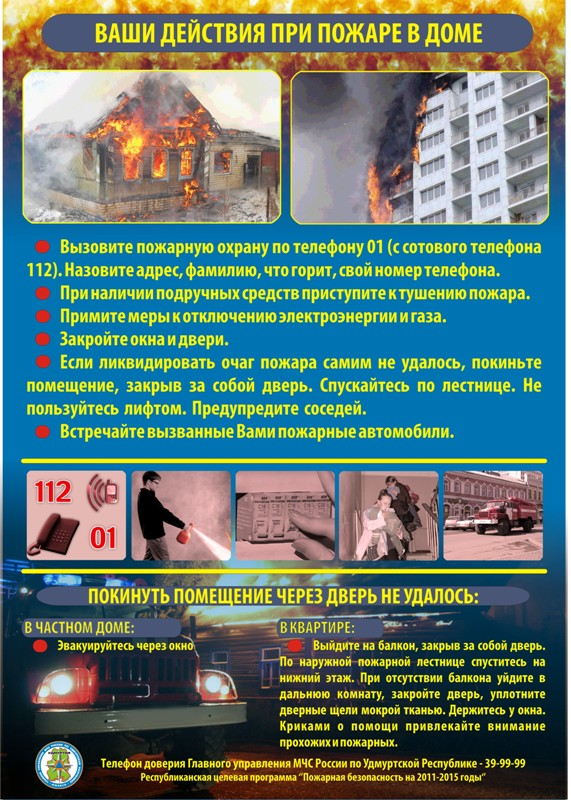 ВАШИ ДЕЙСТВИЯ ПРИ ПОЖАРЕ В ДОМЕ
Вызовите пожарную охрану по телефону 01 (с сотового телефона
112). Назовите адрес, фамилию, что горит, свой номер телефона.
При наличии подручных средств приступите к тушению пожара.
Примите меры к отключению электроэнергии и газа.
Закройте окна и двери.
Если ликвидировать очаг пожара самим не удалось, покиньте
помещение, закрыв за собой дверь. Спускайтесь по лестнице. Не
пользуйтесь лифтом. Предупредите соседей.
Встречайте вызванные Вами пожарные автомобили.
112
01
ПОКИНУТЬ ПОМЕЩЕНИЕ ЧЕРЕЗ ДВЕРЬ НЕ УДАЛОСЬ:
В ЧАСТНОМ ДОМЕ:
Эвакуируйтесь через окно
В КВАРТИРЕ:
Выйдите на балкон, закрыв за собой дверь.
По наружной пожарной лестнице спуститесь на
нижний этаж. При отсутствии балкона уйдите в
дальнюю комнату, закройте дверь, уплотните
дверные щели мокрой тканью. Держитесь у окна.
Криками о помощи привлекайте внимание
прохожих и пожарных.
Телефон доверия Главного управления МЧС России по Удмуртской Республике - 39-99-99
Республиканская целевая программа "Пожарная безопасность на 2011-2015 годы"